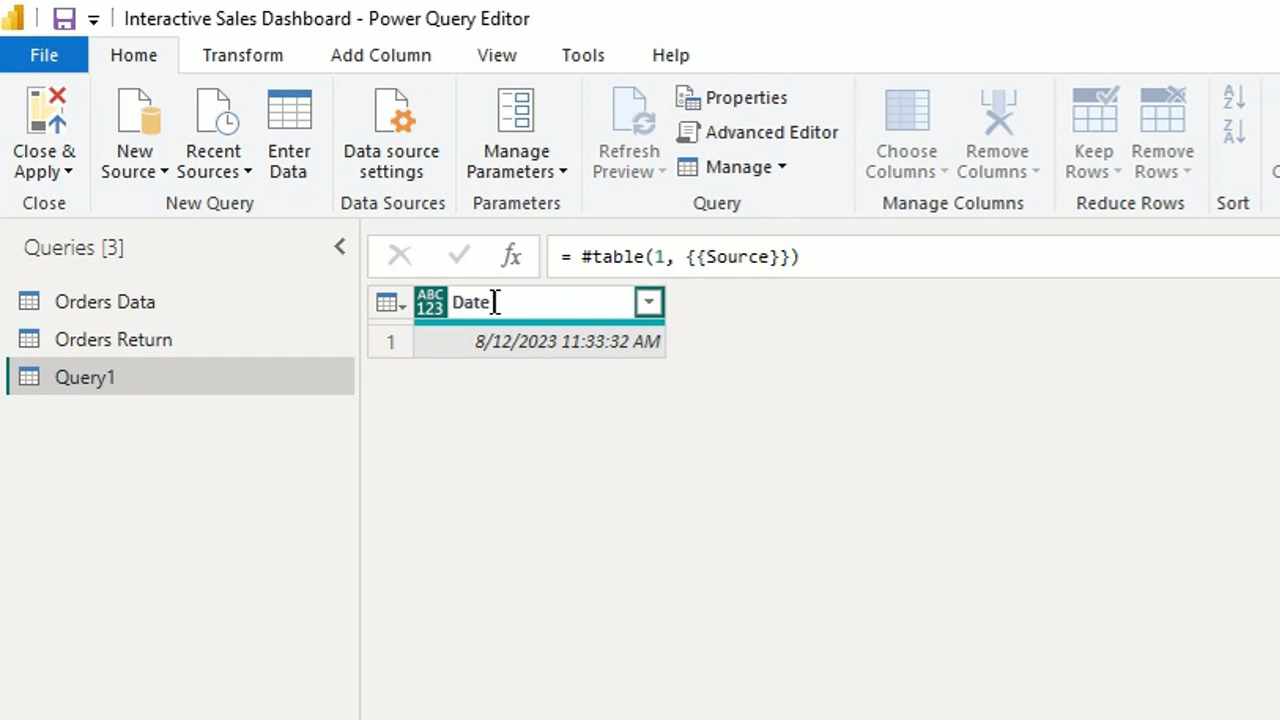 Interactive Sales Dashboard - Power Query Editor
File Home Transform Add Column View Tools Help
Close & Apply
New Source
Recent Sources
Enter Data
Data source settings
Manage Parameters
Refresh Preview
Properties
Advanced Editor
Manage
Choose Columns
Remove Columns
Keep Rows
Remove Rows
A Z
Z A
Close New Query Data Sources Parameters Query Manage Columns Reduce Rows Sort
Queries [3]
fx = #table(1, {{Source}})
Orders Data
Orders Return
Query1
ABC 123 Date
1 8/12/2023 11:33:32 AM